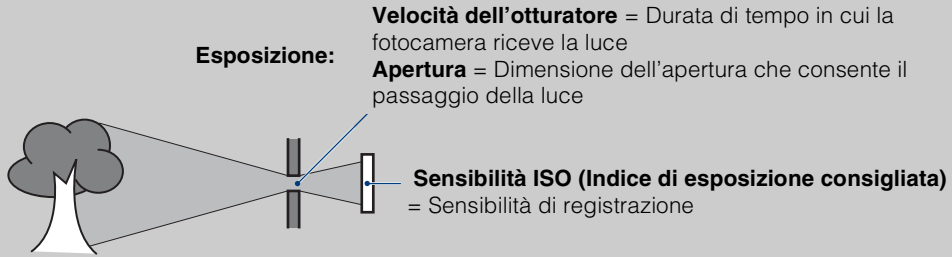 Velocità dell'otturatore = Durata di tempo in cui la
Esposizione:
fotocamera riceve la luce
Apertura = Dimensione dell'apertura che consente il
passaggio della luce
Sensibilità ISO (Indice di esposizione consigliata)
= Sensibilità di registrazione